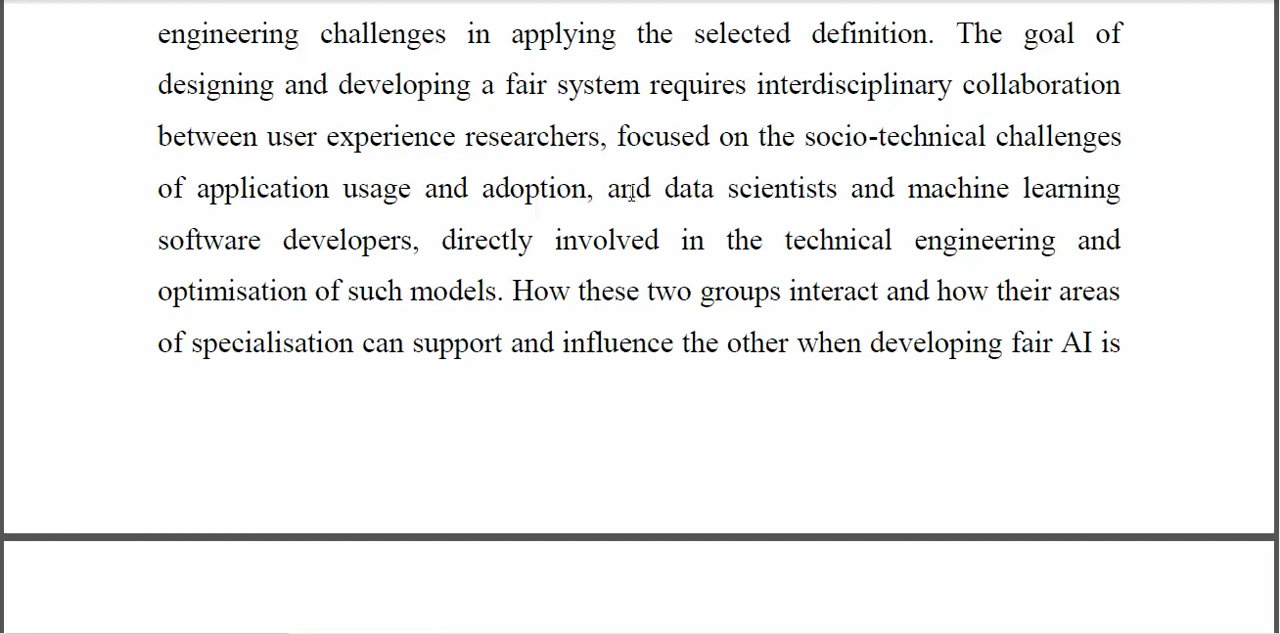 engineering challenges in applying the selected definition. The goal of
designing and developing a fair system requires interdisciplinary collaboration
between user experience researchers, focused on the socio-technical challenges
of application usage and adoption, and data scientists and machine learning
software developers, directly involved in the technical engineering and
optimisation of such models. How these two groups interact and how their areas
of specialisation can support and influence the other when developing fair AI is